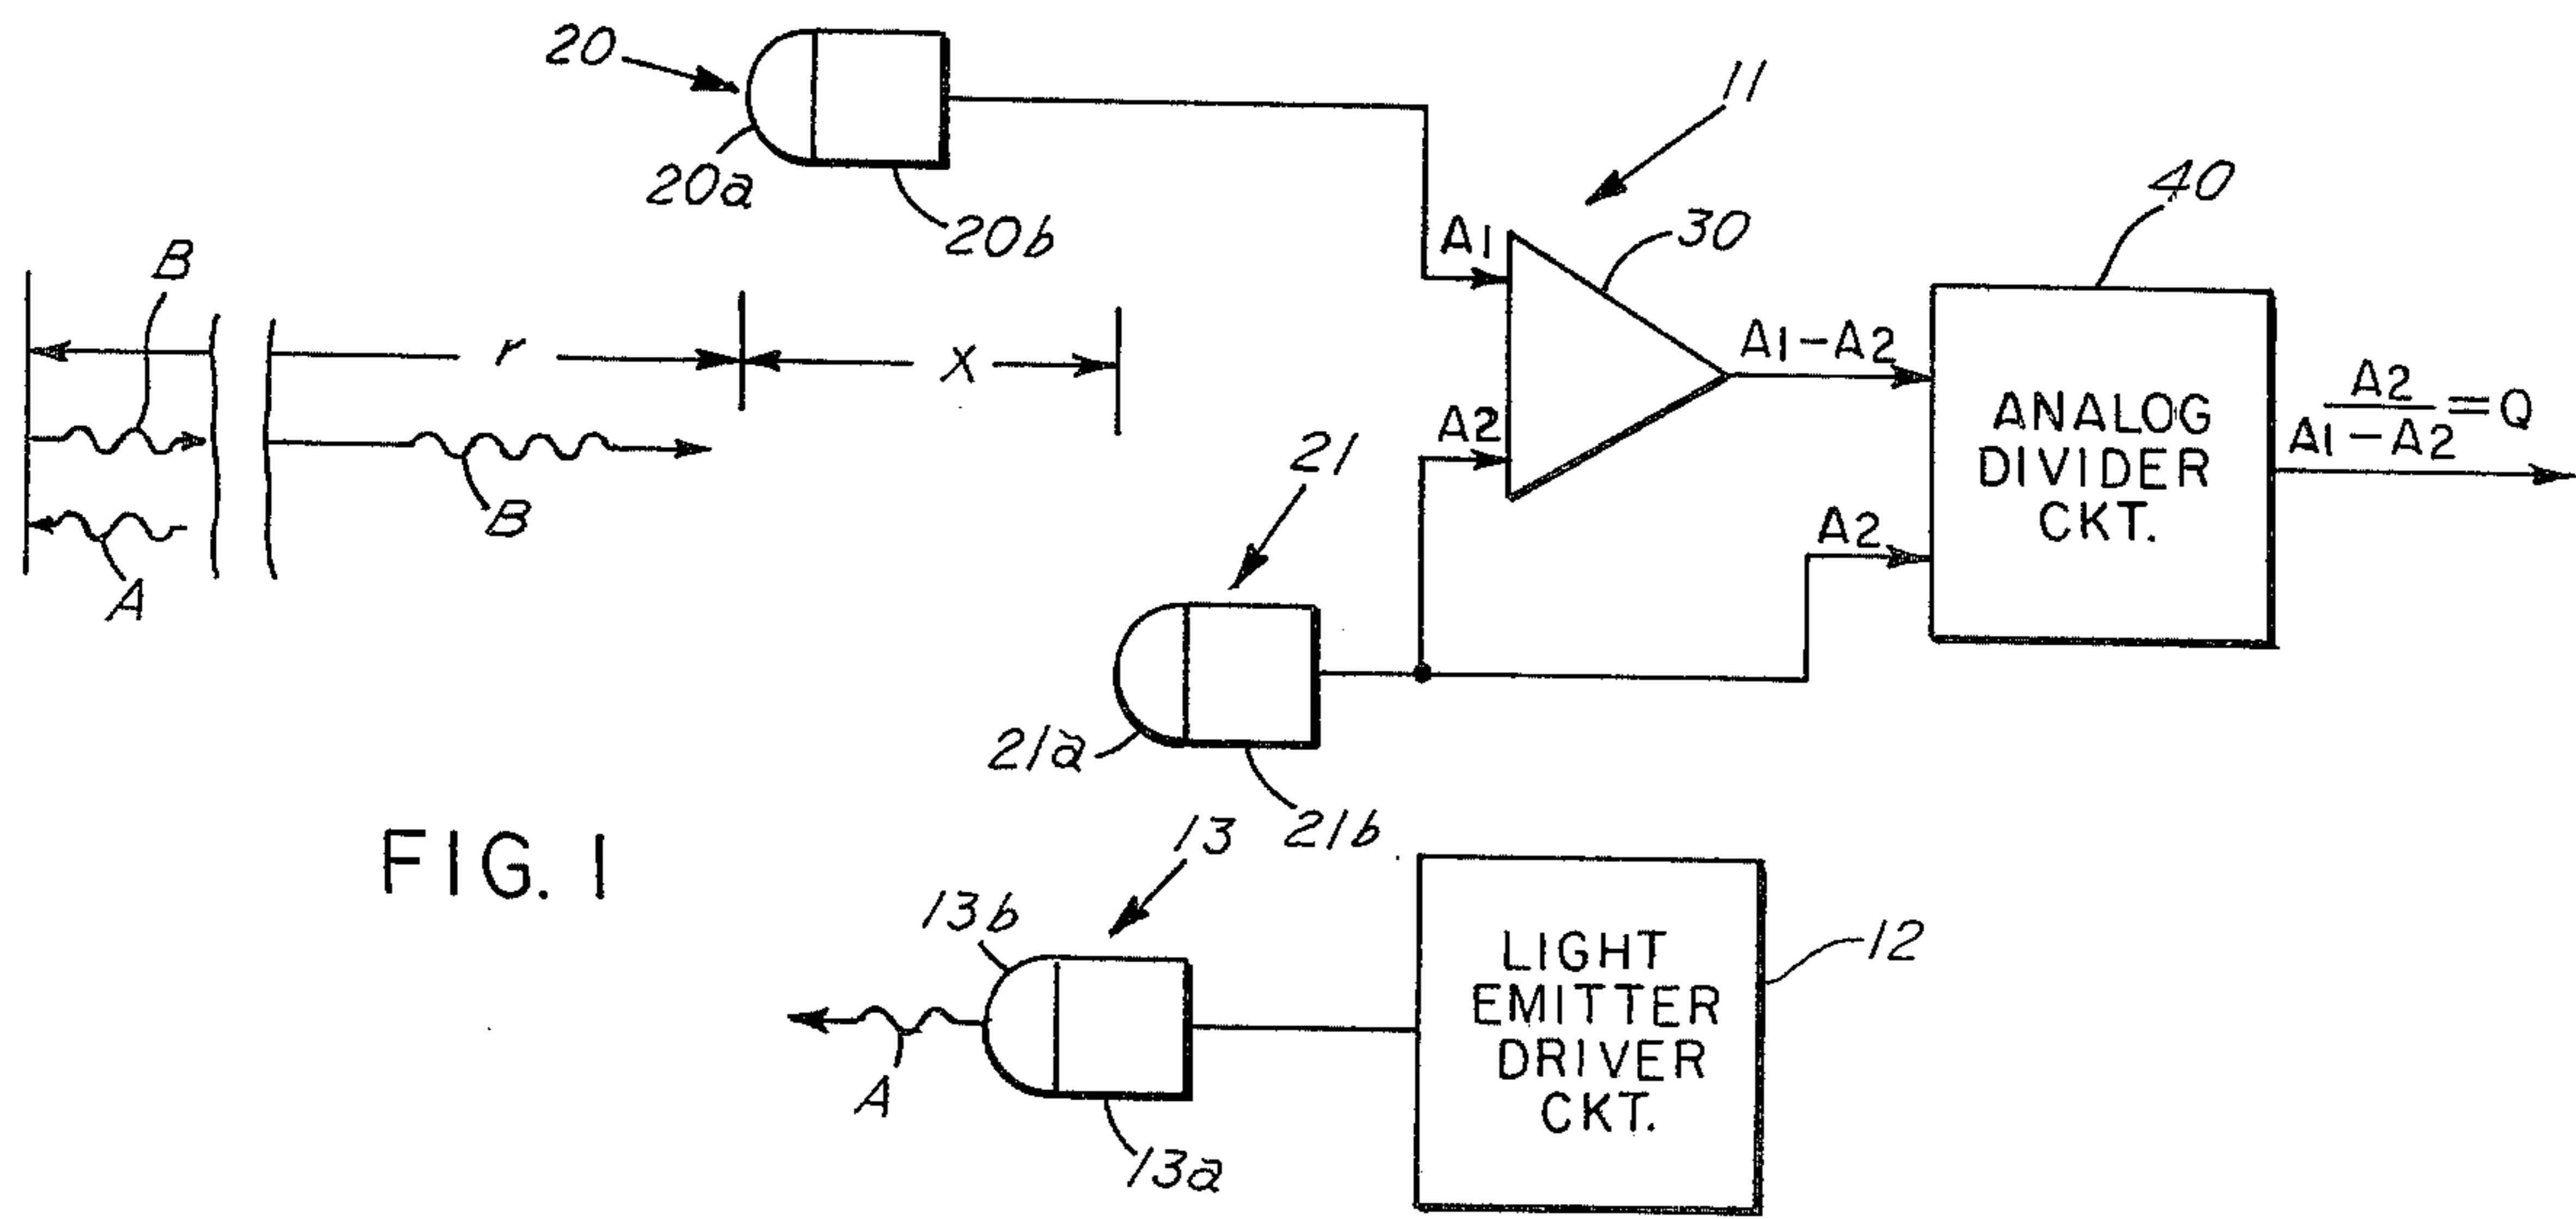 20
20a
20b
11
30
40
B
r
X
A1
A2
A1-A2
A2
ANALOG
DIVIDER
CKT.
A2
A1-A2
=Q
B
A
21
21a
21b
FIG. 1
13
13b
13a
A
LIGHT
EMITTER
DRIVER
CKT.
12